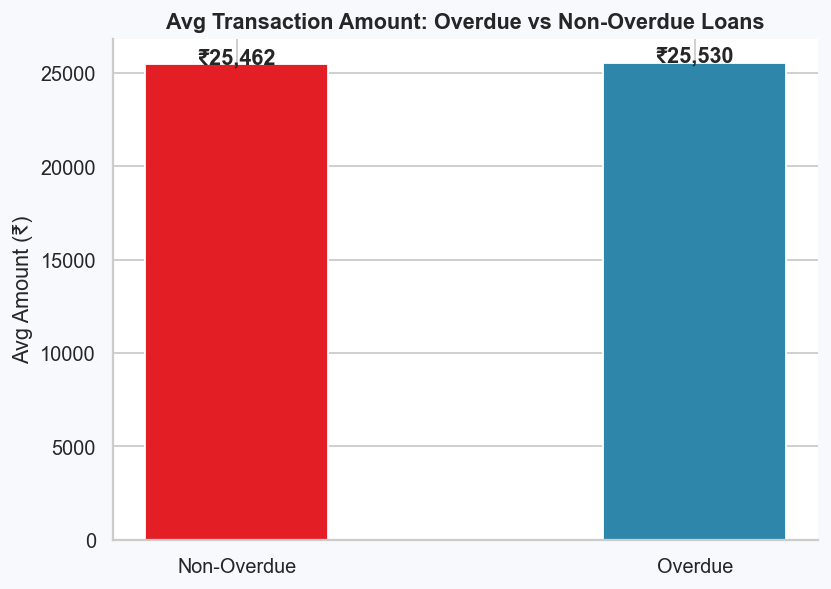 Avg Transaction Amount: Overdue vs Non-Overdue Loans
₹25,462
₹25,530
25000
20000
15000
10000
5000
0
Avg Amount (₹)
Non-Overdue
Overdue